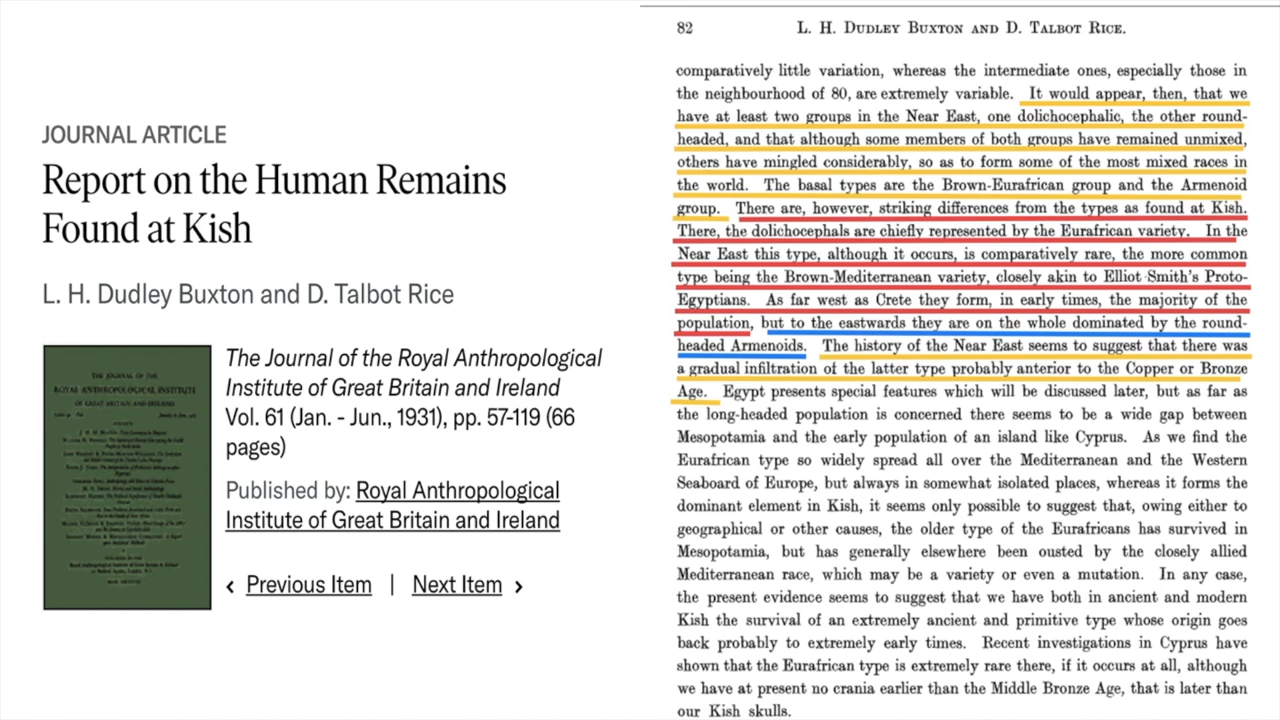 JOURNAL ARTICLE
Report on the Human Remains
Found at Kish
L. H. Dudley Buxton and D. Talbot Rice
THE JOURNAL OF THE
ROYAL ANTHROPOLOGICAL INSTITUTE
OF GREAT BRITAIN AND IRELAND
The Journal of the Royal Anthropological
Institute of Great Britain and Ireland
Vol. 61 (Jan. - Jun., 1931), pp. 57-119 (66
pages)
Published by: Royal Anthropological
Institute of Great Britain and Ireland
‹ Previous Item | Next Item ›
82 L. H. DUDLEY BUXTON AND D. TALBOT RICE.
comparatively little variation, whereas the intermediate ones, especially those in
the neighbourhood of 80, are extremely variable. It would appear, then, that we
have at least two groups in the Near East, one dolichocephalic, the other round-
headed, and that although some members of both groups have remained unmixed,
others have mingled considerably, so as to form some of the most mixed races in
the world. The basal types are the Brown-Eurafrican group and the Armenoid
group. There are, however, striking differences from the types as found at Kish.
There, the dolichocephals are chiefly represented by the Eurafrican variety. In the
Near East this type, although it occurs, is comparatively rare, the more common
type being the Brown-Mediterranean variety, closely akin to Elliot Smith's Proto-
Egyptians. As far west as Crete they form, in early times, the majority of the
population, but to the eastwards they are on the whole dominated by the round-
headed Armenoids. The history of the Near East seems to suggest that there was
a gradual infiltration of the latter type probably anterior to the Copper or Bronze
Age. Egypt presents special features which will be discussed later, but as far as
the long-headed population is concerned there seems to be a wide gap between
Mesopotamia and the early population of an island like Cyprus. As we find the
Eurafrican type so widely spread all over the Mediterranean and the Western
Seaboard of Europe, but always in somewhat isolated places, whereas it forms the
dominant element in Kish, it seems only possible to suggest that, owing either to
geographical or other causes, the older type of the Eurafricans has survived in
Mesopotamia, but has generally elsewhere been ousted by the closely allied
Mediterranean race, which may be a variety or even a mutation. In any case,
the present evidence seems to suggest that we have both in ancient and modern
Kish the survival of an extremely ancient and primitive type whose origin goes
back probably to extremely early times. Recent investigations in Cyprus have
shown that the Eurafrican type is extremely rare there, if it occurs at all, although
we have at present no crania earlier than the Middle Bronze Age, that is later than
our Kish skulls.